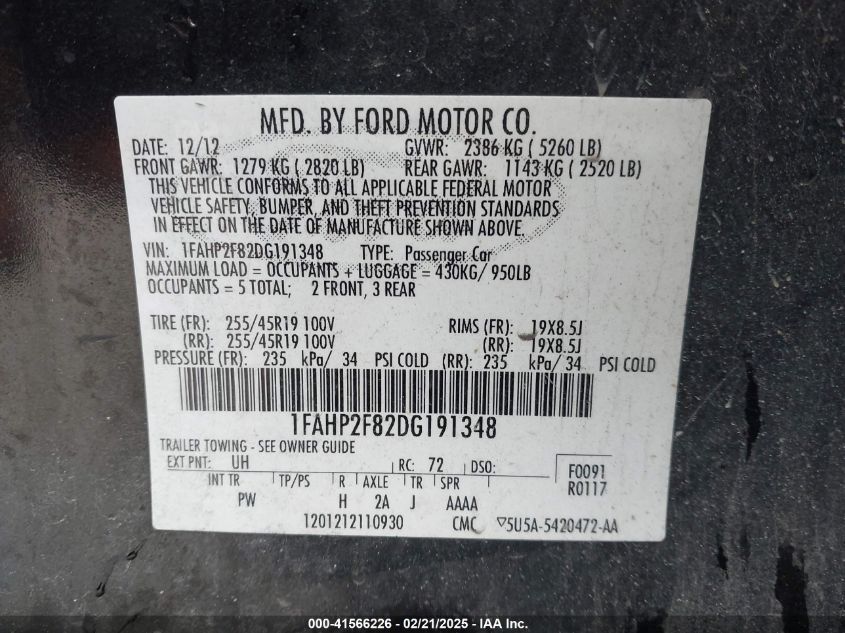 MFD. BY FORD MOTOR CO.
DATE: 12/12 GVWR: 2386 KG ( 5260 LB)
FRONT GAWR: 1279 KG ( 2820 LB) REAR GAWR: 1143 KG ( 2520 LB)
THIS VEHICLE CONFORMS TO ALL APPLICABLE FEDERAL MOTOR
VEHICLE SAFETY, BUMPER, AND THEFT PREVENTION STANDARDS
IN EFFECT ON THE DATE OF MANUFACTURE SHOWN ABOVE.
VIN: 1FAHP2F82DG191348 TYPE: Passenger Car
MAXIMUM LOAD = OCCUPANTS + LUGGAGE = 430KG/ 950LB
OCCUPANTS = 5 TOTAL; 2 FRONT, 3 REAR
TIRE (FR): 255/45R19 100V RIMS (FR): 19X8.5J
(RR): 255/45R19 100V (RR): 19X8.5J
PRESSURE (FR): 235 kPa/ 34 PSI COLD (RR): 235 kPa/ 34 PSI COLD
1FAHP2F82DG191348
TRAILER TOWING - SEE OWNER GUIDE
EXT PNT: UH RC: 72 DSO: F0091
INT TR TP/PS R AXLE TR SPR R0117
PW H 2A J AAAA
1201212110930 CMC ▽5U5A-5420472-AA
000-41566226 - 02/21/2025 - IAA Inc.